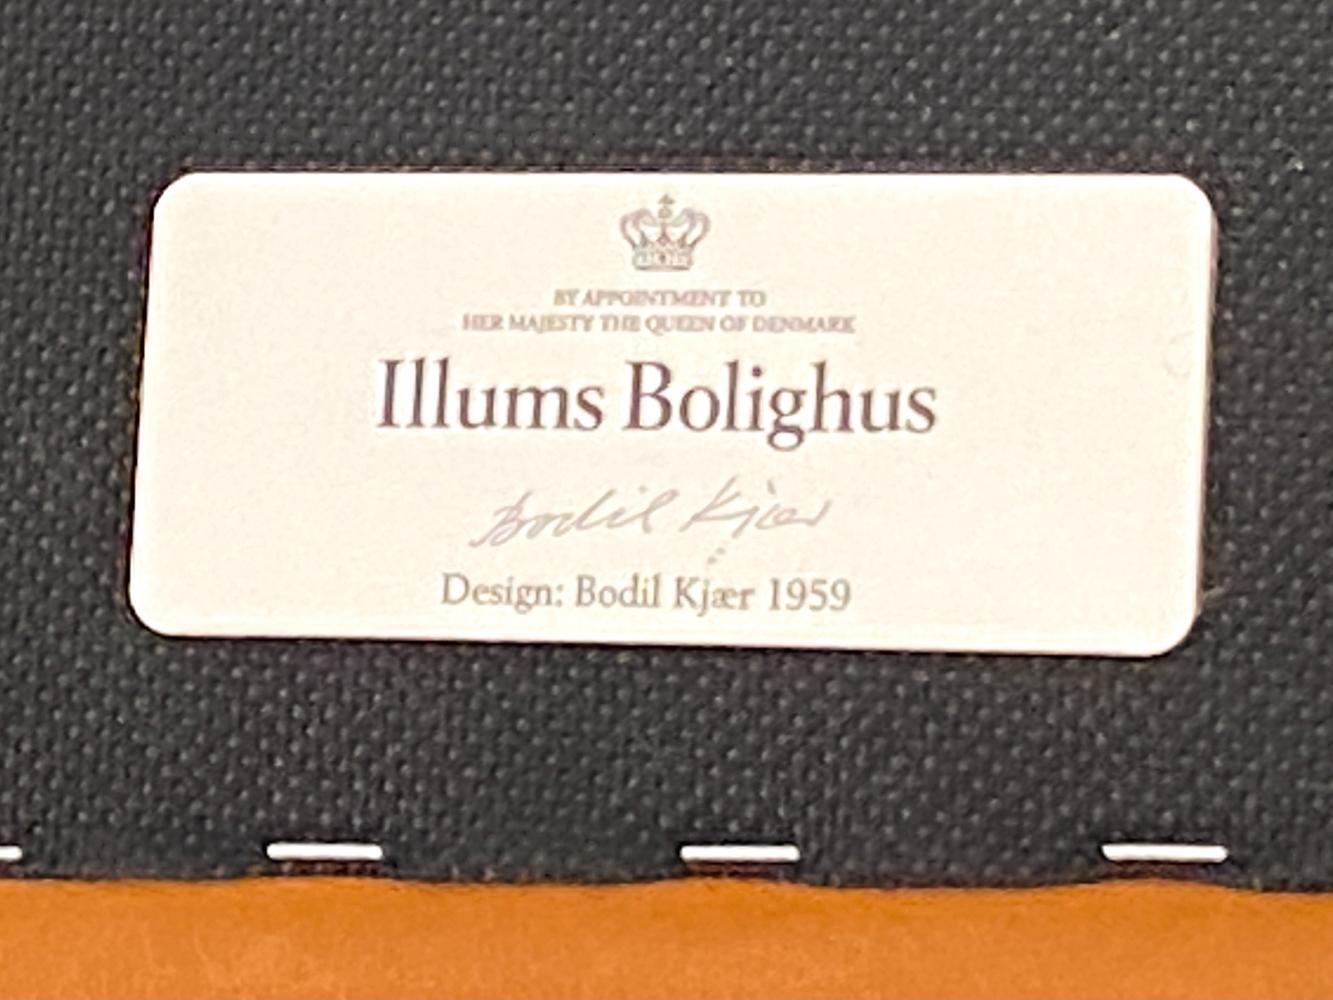 BY APPOINTMENT TO
HER MAJESTY THE QUEEN OF DENMARK
Illums Bolighus
Bodil Kjær
Design: Bodil Kjær 1959